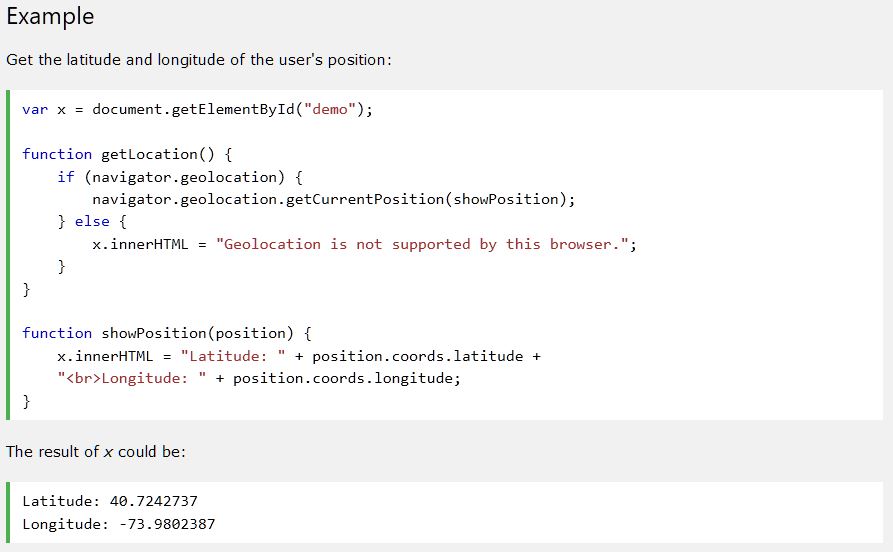 Example
Get the latitude and longitude of the user's position:
var x = document.getElementById("demo");
function getLocation() {
    if (navigator.geolocation) {
        navigator.geolocation.getCurrentPosition(showPosition);
    } else {
        x.innerHTML = "Geolocation is not supported by this browser.";
    }
}
function showPosition(position) {
    x.innerHTML = "Latitude: " + position.coords.latitude +
    "<br>Longitude: " + position.coords.longitude;
}
The result of x could be:
Latitude: 40.7242737
Longitude: -73.9802387